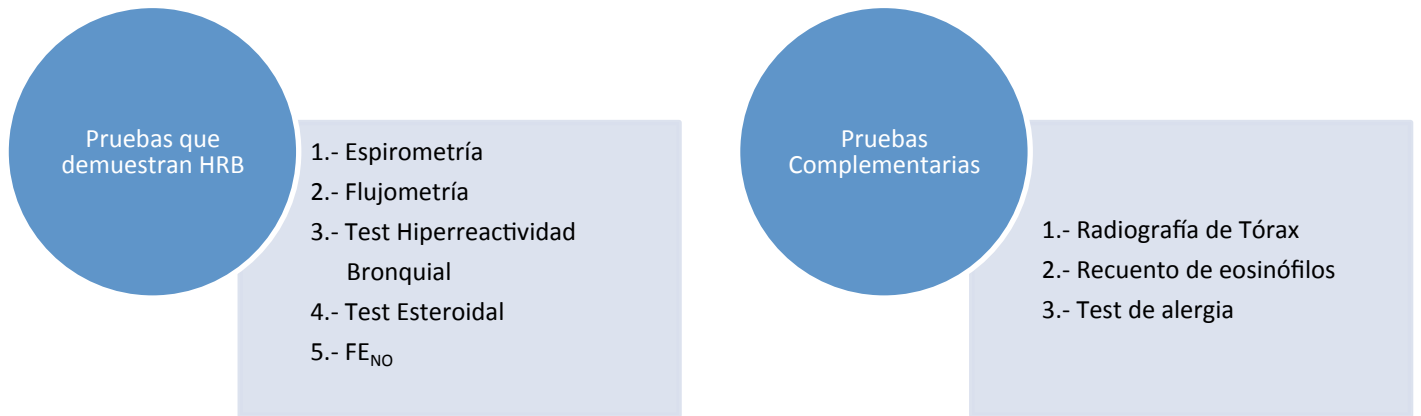 Pruebas que
demuestran HRB
1.- Espirometría
2.- Flujometría
3.- Test Hiperreactividad
Bronquial
4.- Test Esteroidal
5.- FENO
Pruebas
Complementarias
1.- Radiografía de Tórax
2.- Recuento de eosinófilos
3.- Test de alergia